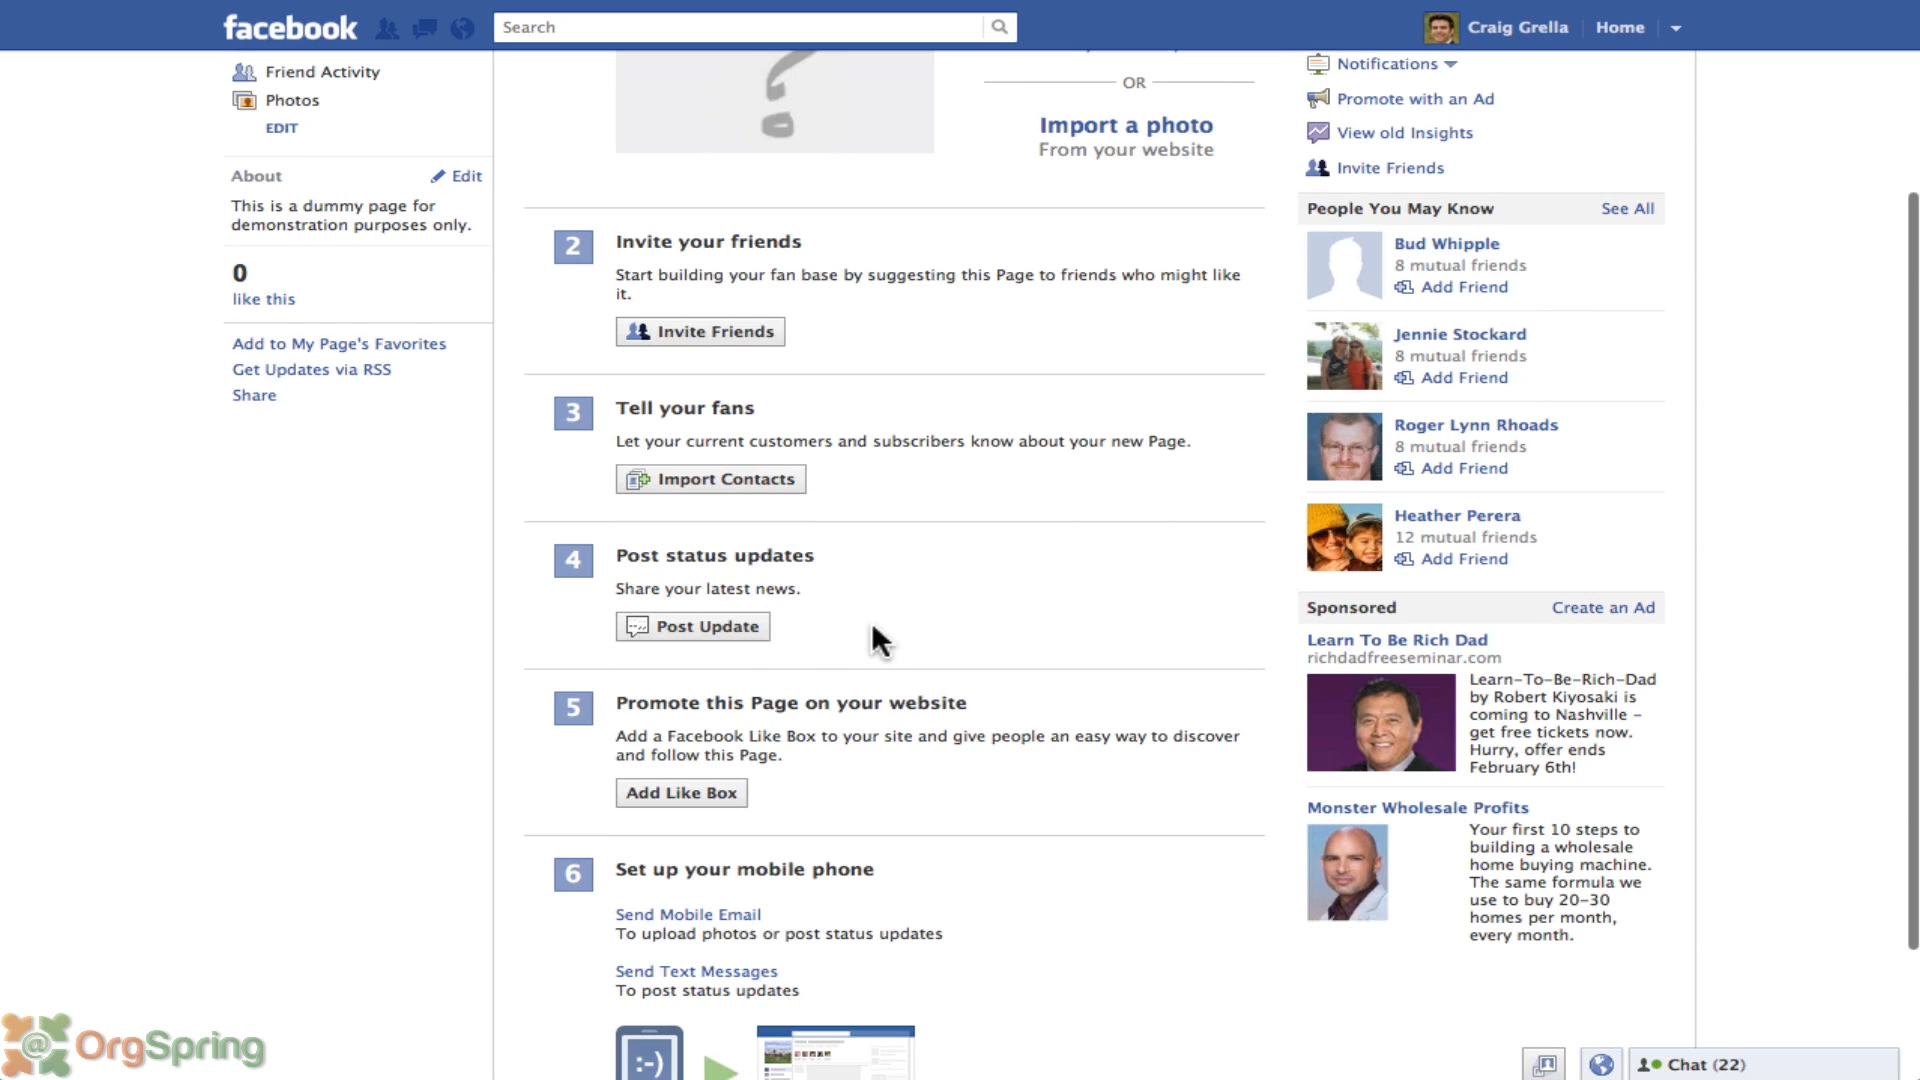 facebook
Search
Craig Grella
Home
Friend Activity
Photos
EDIT
About
Edit
This is a dummy page for
demonstration purposes only.
0
like this
Add to My Page's Favorites
Get Updates via RSS
Share
OR
Import a photo
From your website
2
Invite your friends
Start building your fan base by suggesting this Page to friends who might like
it.
Invite Friends
3
Tell your fans
Let your current customers and subscribers know about your new Page.
Import Contacts
4
Post status updates
Share your latest news.
Post Update
5
Promote this Page on your website
Add a Facebook Like Box to your site and give people an easy way to discover
and follow this Page.
Add Like Box
6
Set up your mobile phone
Send Mobile Email
To upload photos or post status updates
Send Text Messages
To post status updates
:-)
Notifications
Promote with an Ad
View old Insights
Invite Friends
People You May Know
See All
Bud Whipple
8 mutual friends
Add Friend
Jennie Stockard
8 mutual friends
Add Friend
Roger Lynn Rhoads
8 mutual friends
Add Friend
Heather Perera
12 mutual friends
Add Friend
Sponsored
Create an Ad
Learn To Be Rich Dad
richdadfreeseminar.com
Learn-To-Be-Rich-Dad
by Robert Kiyosaki is
coming to Nashville -
get free tickets now.
Hurry, offer ends
February 6th!
Monster Wholesale Profits
Your first 10 steps to
building a wholesale
home buying machine.
The same formula we
use to buy 20-30
homes per month,
every month.
@ OrgSpring
Chat (22)